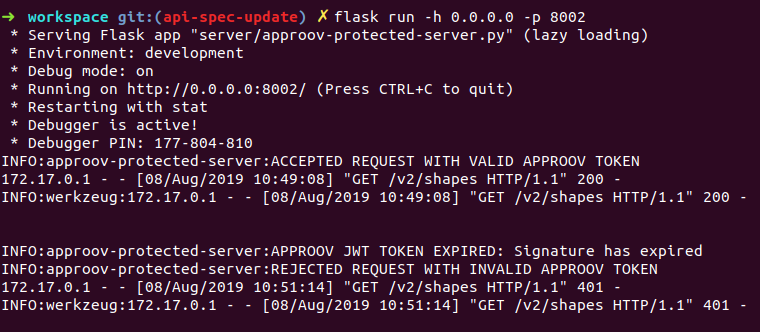 ➜ workspace git:(api-spec-update) ✗flask run -h 0.0.0.0 -p 8002
* Serving Flask app "server/approov-protected-server.py" (lazy loading)
* Environment: development
* Debug mode: on
* Running on http://0.0.0.0:8002/ (Press CTRL+C to quit)
* Restarting with stat
* Debugger is active!
* Debugger PIN: 177-804-810
INFO:approov-protected-server:ACCEPTED REQUEST WITH VALID APPROOV TOKEN
172.17.0.1 - - [08/Aug/2019 10:49:08] "GET /v2/shapes HTTP/1.1" 200 -
INFO:werkzeug:172.17.0.1 - - [08/Aug/2019 10:49:08] "GET /v2/shapes HTTP/1.1" 200 -
INFO:approov-protected-server:APPROOV JWT TOKEN EXPIRED: Signature has expired
INFO:approov-protected-server:REJECTED REQUEST WITH INVALID APPROOV TOKEN
172.17.0.1 - - [08/Aug/2019 10:51:14] "GET /v2/shapes HTTP/1.1" 401 -
INFO:werkzeug:172.17.0.1 - - [08/Aug/2019 10:51:14] "GET /v2/shapes HTTP/1.1" 401 -